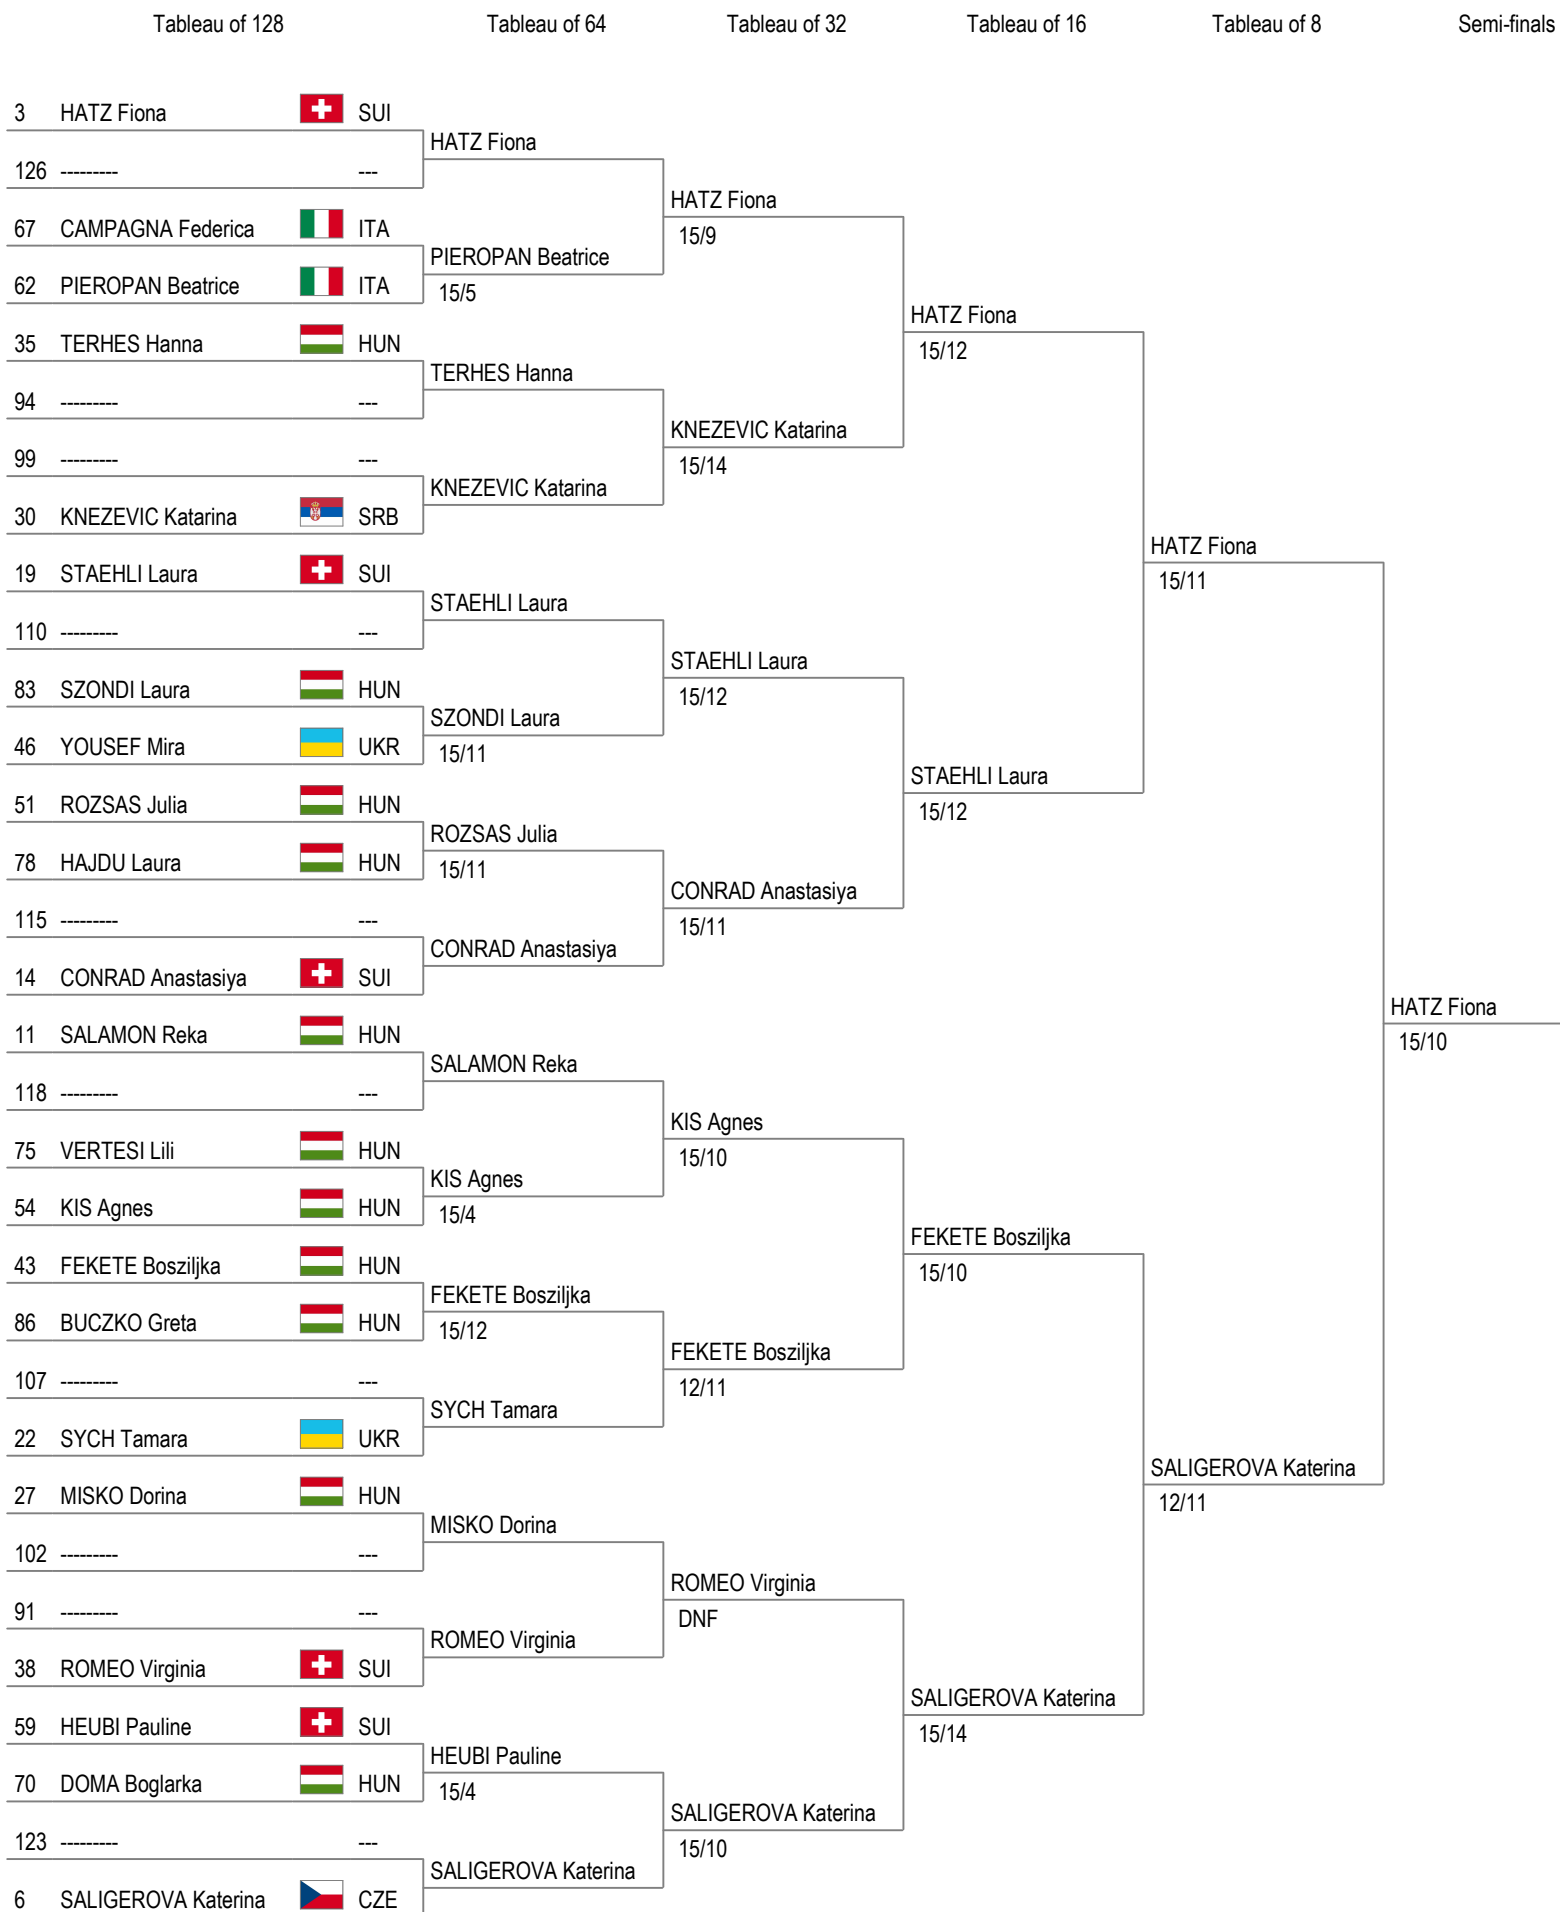 Tableau of 128 Tableau of 64 Tableau of 32 Tableau of 16 Tableau of 8 Semi-finals
3 HATZ Fiona SUI
HATZ Fiona
126 --------- ---
HATZ Fiona
67 CAMPAGNA Federica ITA
15/9
PIEROPAN Beatrice
62 PIEROPAN Beatrice ITA
15/5
HATZ Fiona
35 TERHES Hanna HUN
15/12
TERHES Hanna
94 --------- ---
KNEZEVIC Katarina
99 --------- ---
15/14
KNEZEVIC Katarina
30 KNEZEVIC Katarina SRB
HATZ Fiona
19 STAEHLI Laura SUI
15/11
STAEHLI Laura
110 --------- ---
STAEHLI Laura
83 SZONDI Laura HUN
15/12
SZONDI Laura
46 YOUSEF Mira UKR
15/11
STAEHLI Laura
51 ROZSAS Julia HUN
15/12
ROZSAS Julia
78 HAJDU Laura HUN
15/11
CONRAD Anastasiya
115 --------- ---
15/11
CONRAD Anastasiya
14 CONRAD Anastasiya SUI
HATZ Fiona
11 SALAMON Reka HUN
15/10
SALAMON Reka
118 --------- ---
KIS Agnes
75 VERTESI Lili HUN
15/10
KIS Agnes
54 KIS Agnes HUN
15/4
FEKETE Bosziljka
43 FEKETE Bosziljka HUN
15/10
FEKETE Bosziljka
86 BUCZKO Greta HUN
15/12
FEKETE Bosziljka
107 --------- ---
12/11
SYCH Tamara
22 SYCH Tamara UKR
SALIGEROVA Katerina
27 MISKO Dorina HUN
12/11
MISKO Dorina
102 --------- ---
ROMEO Virginia
91 --------- ---
DNF
ROMEO Virginia
38 ROMEO Virginia SUI
SALIGEROVA Katerina
59 HEUBI Pauline SUI
15/14
HEUBI Pauline
70 DOMA Boglarka HUN
15/4
SALIGEROVA Katerina
123 --------- ---
15/10
SALIGEROVA Katerina
6 SALIGEROVA Katerina CZE